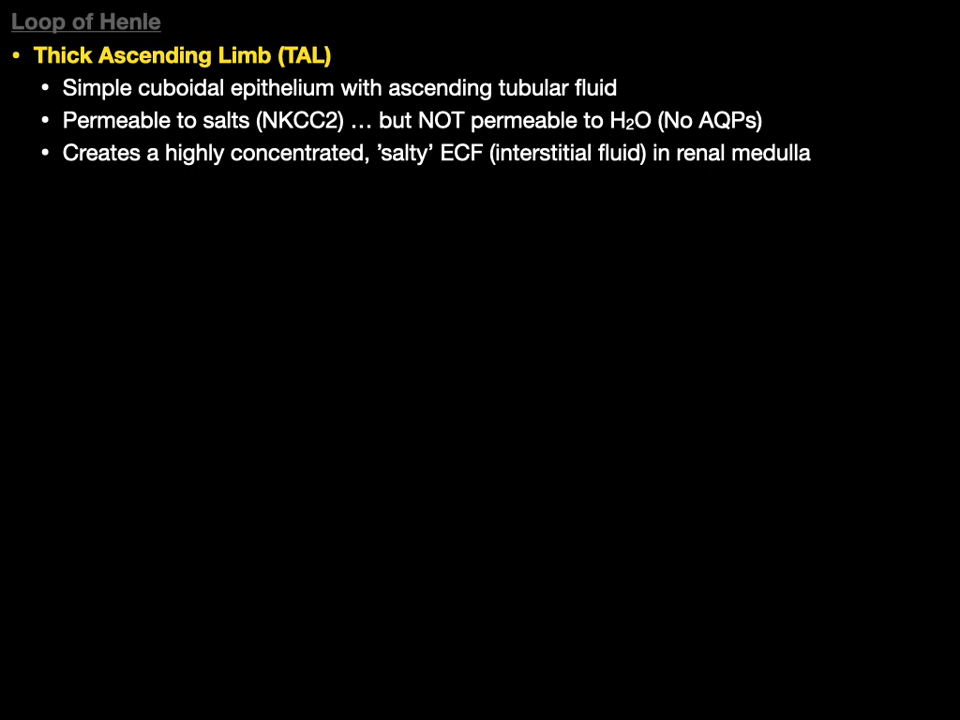 Loop of Henle
• Thick Ascending Limb (TAL)
• Simple cuboidal epithelium with ascending tubular fluid
• Permeable to salts (NKCC2) … but NOT permeable to H₂O (No AQPs)
• Creates a highly concentrated, ’salty’ ECF (interstitial fluid) in renal medulla